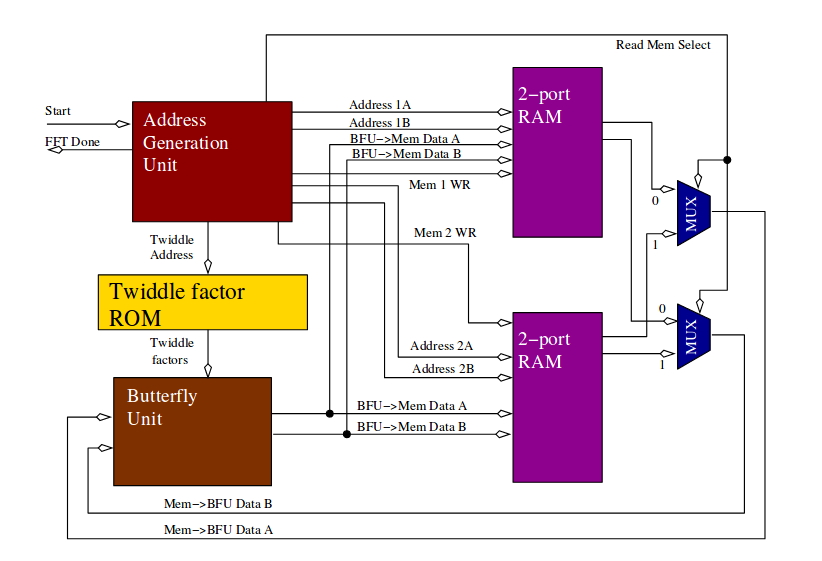 Read Mem Select
Start
FFT Done
Address
Generation
Unit
Address 1A
Address 1B
BFU−>Mem Data A
BFU−>Mem Data B
Mem 1 WR
2−port
RAM
0
MUX
1
Mem 2 WR
Twiddle
Address
Twiddle factor
ROM
Twiddle
factors
2−port
RAM
0
MUX
1
Address 2A
Address 2B
Butterfly
Unit
BFU−>Mem Data A
BFU−>Mem Data B
Mem−>BFU Data B
Mem−>BFU Data A